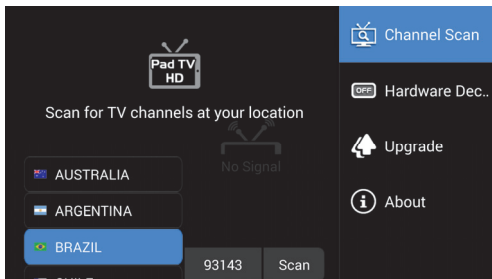 Pad TV
HD
Scan for TV channels at your location
No Signal
AUSTRALIA
ARGENTINA
BRAZIL
93143
Scan
Channel Scan
OFF
Hardware Dec..
Upgrade
About